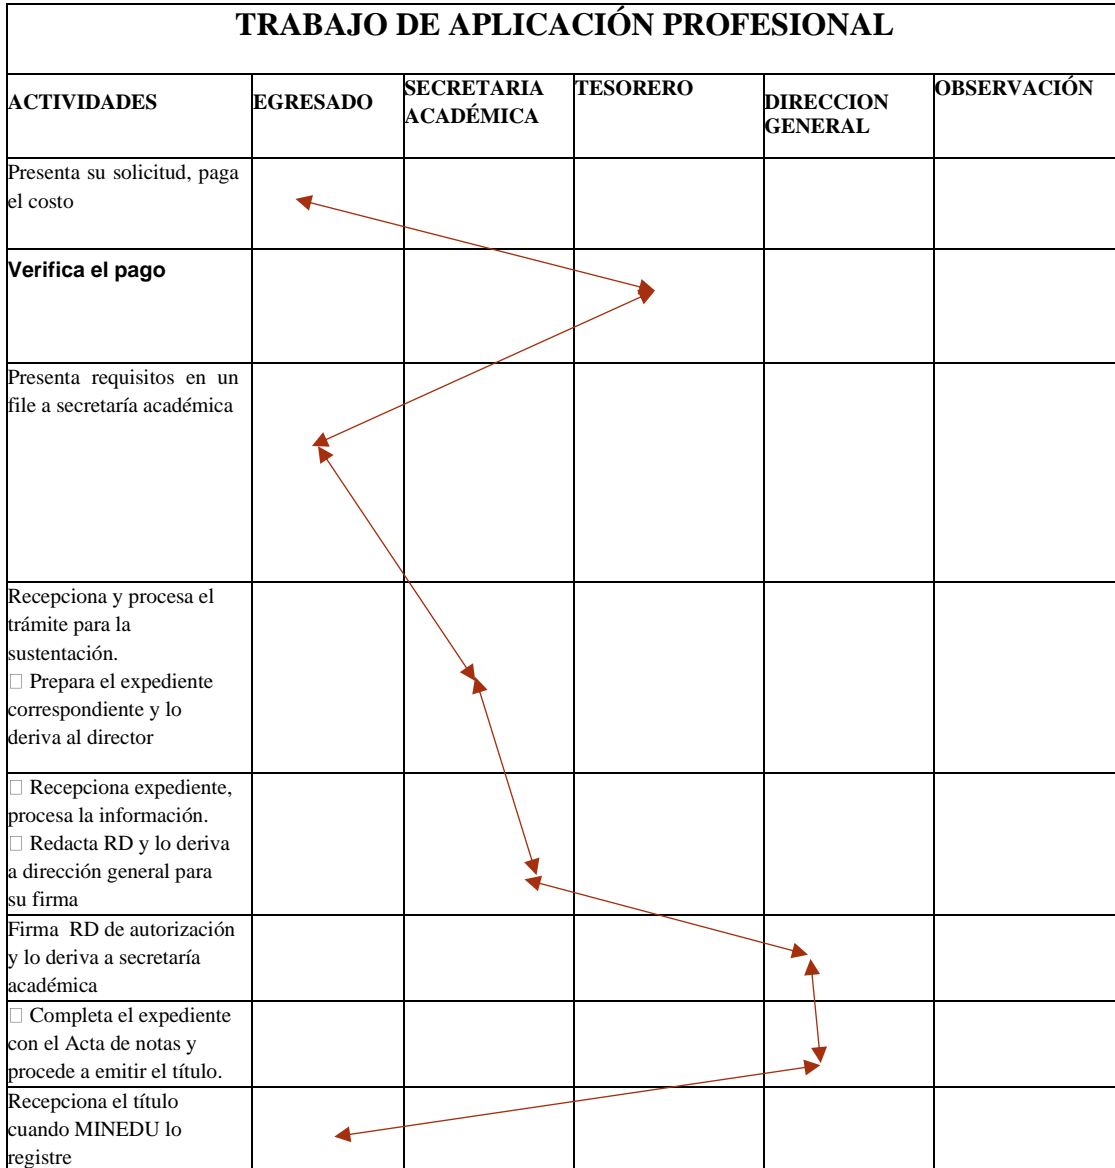 TRABAJO DE APLICACIÓN PROFESIONAL
ACTIVIDADES
EGRESADO
SECRETARIA
ACADÉMICA
TESORERO
DIRECCION
GENERAL
OBSERVACIÓN
Presenta su solicitud, paga
el costo
Verifica el pago
Presenta requisitos en un
file a secretaría académica
Recepciona y procesa el
trámite para la
sustentación.
□ Prepara el expediente
correspondiente y lo
deriva al director
□ Recepciona expediente,
procesa la información.
□ Redacta RD y lo deriva
a dirección general para
su firma
Firma RD de autorización
y lo deriva a secretaría
académica
□ Completa el expediente
con el Acta de notas y
procede a emitir el título.
Recepciona el título
cuando MINEDU lo
registre